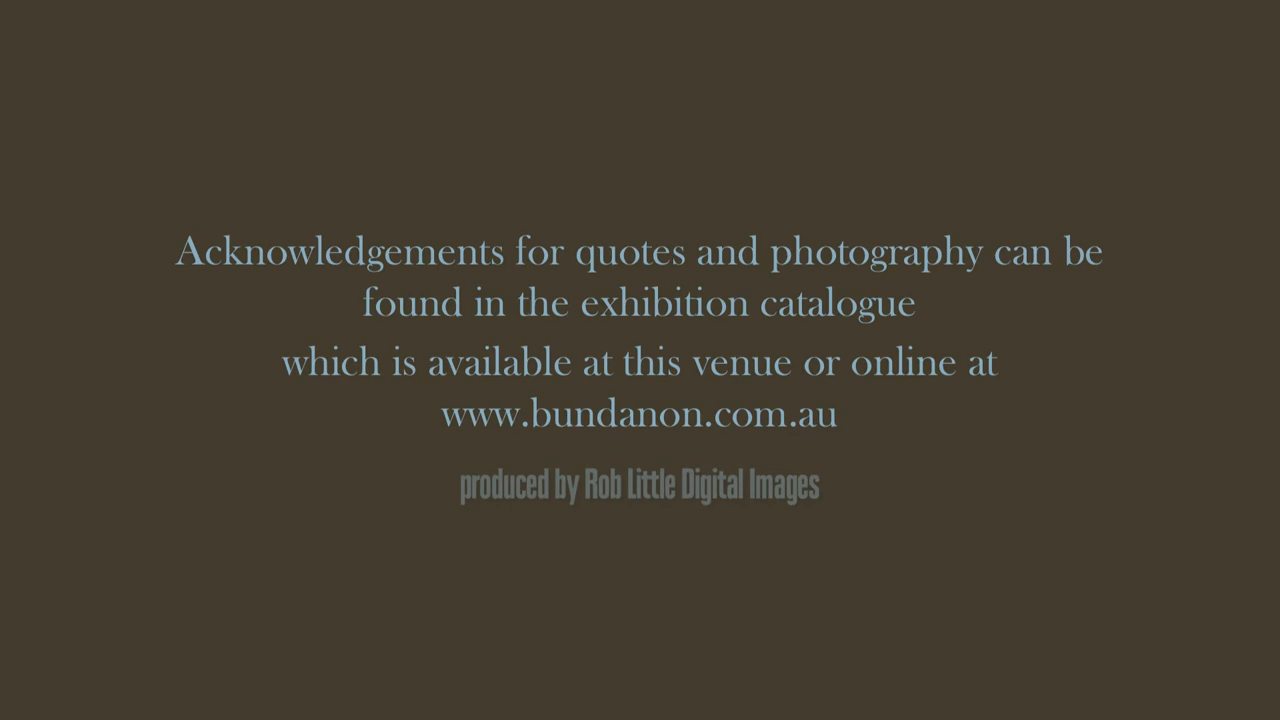 Acknowledgements for quotes and photography can be
found in the exhibition catalogue
which is available at this venue or online at
www.bundanon.com.au
produced by Rob Little Digital Images